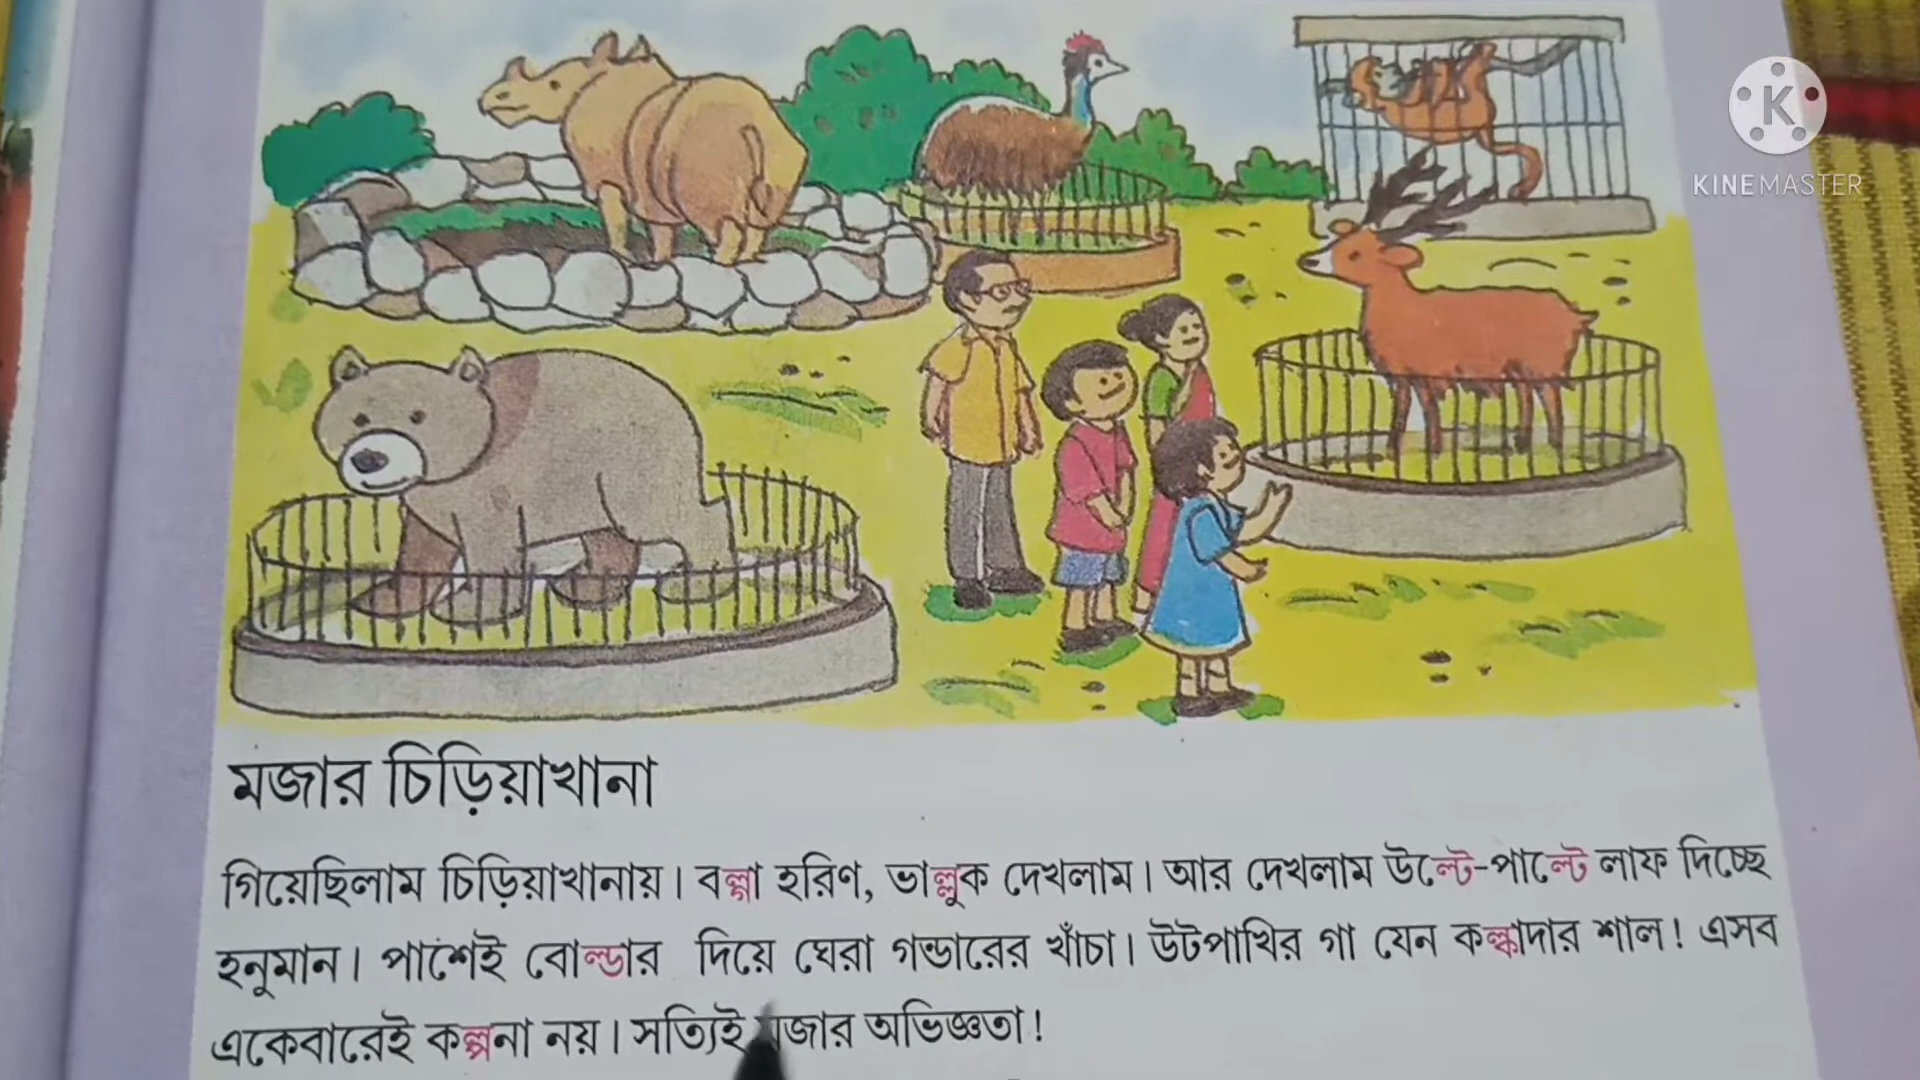 KINEMASTER
মজার চিড়িয়াখানা
গিয়েছিলাম চিড়িয়াখানায়। বল্গা হরিণ, ভাল্লুক দেখলাম। আর দেখলাম উল্টে-পাল্টে লাফ দিচ্ছে
হনুমান। পাশেই বোল্ডার দিয়ে ঘেরা গন্ডারের খাঁচা। উটপাখির গা যেন কল্কাদার শাল! এসব
একেবারেই কল্পনা নয়। সত্যিই মজার অভিজ্ঞতা!